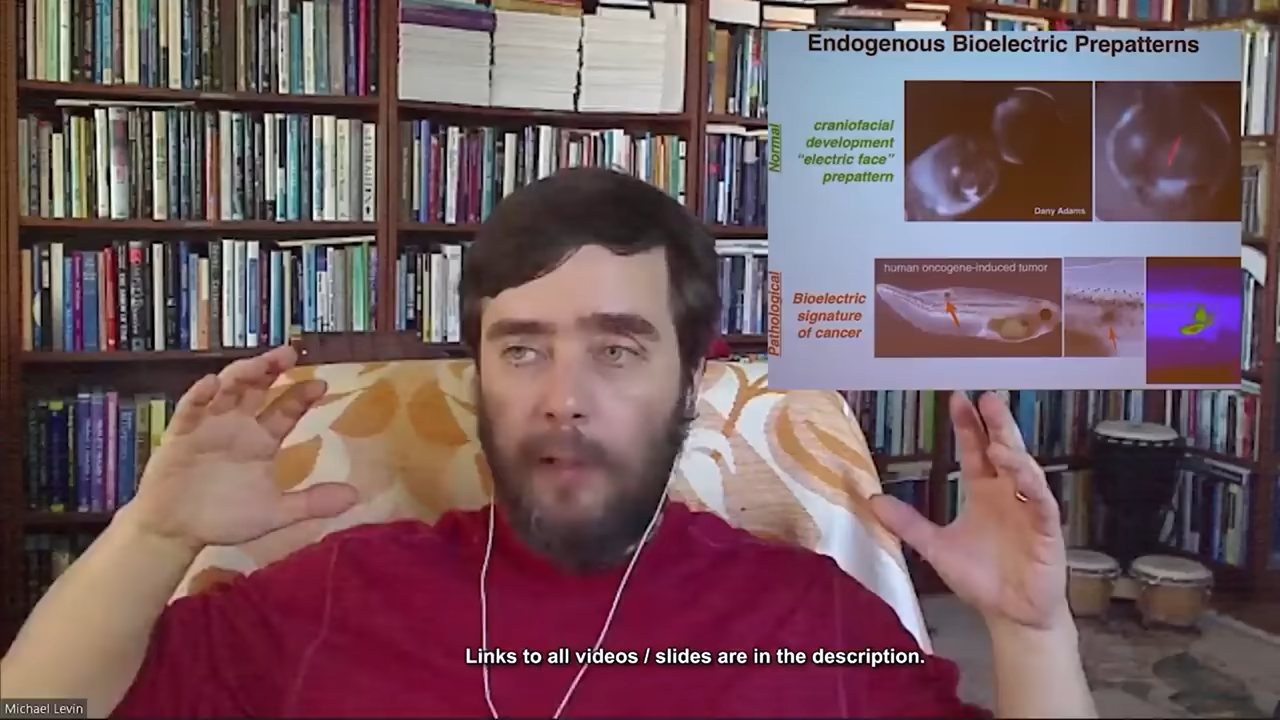 Endogenous Bioelectric Prepatterns
Normal
craniofacial
development
"electric face"
prepattern
Dany Adams
Pathological
Bioelectric
signature
of cancer
human oncogene-induced tumor
Links to all videos / slides are in the description.
Michael Levin